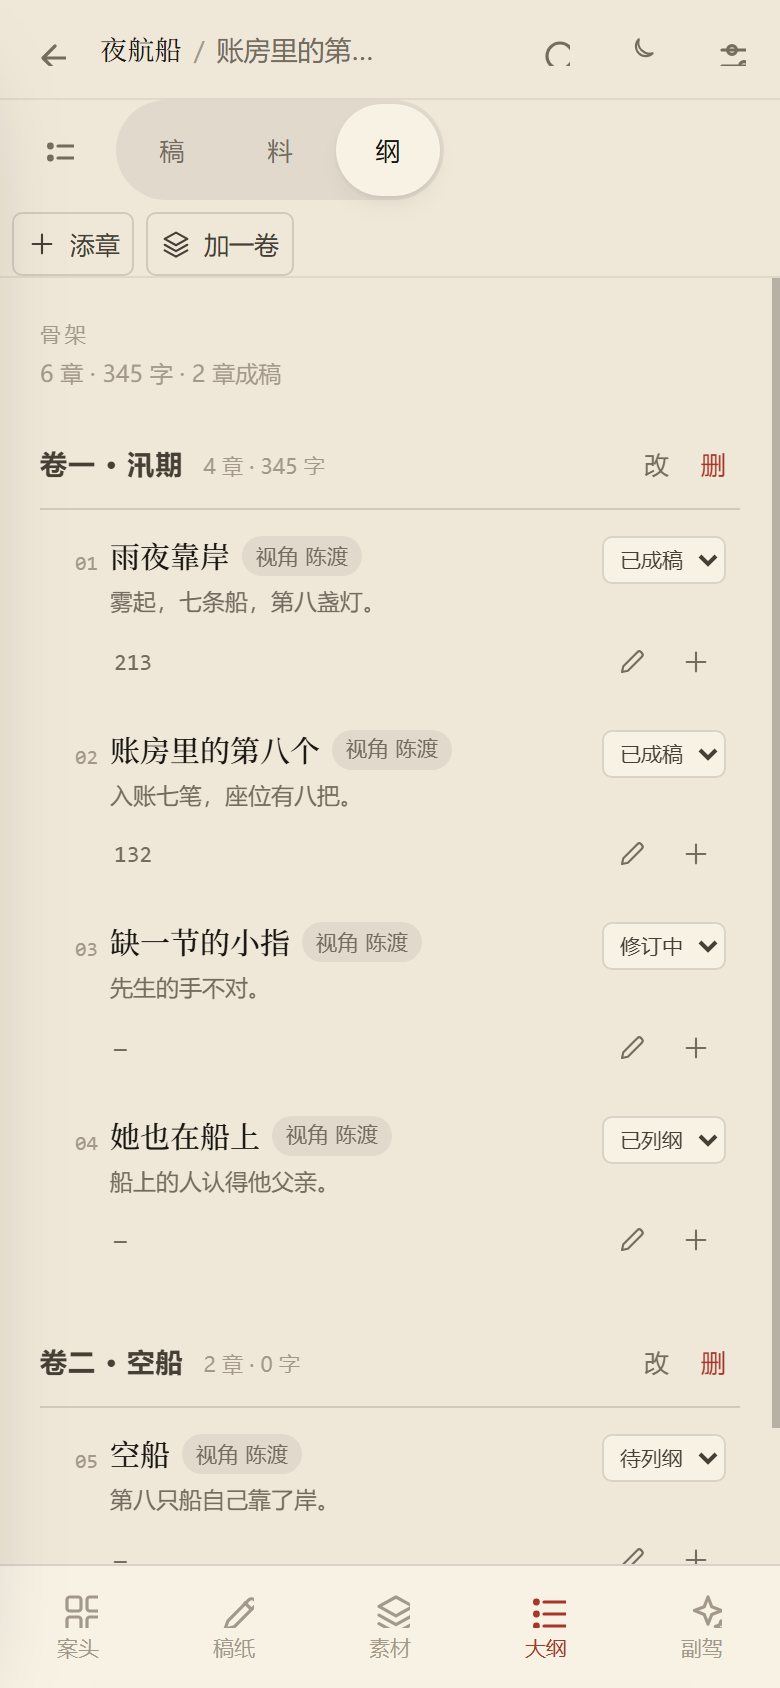 夜航船 / 账房里的第...
稿 料 纲
添章 加一卷
骨架
6 章 · 345 字 · 2 章成稿
卷一 · 汛期 4 章 · 345 字 改 删
01 雨夜靠岸 视角 陈渡 已成稿
雾起，七条船，第八盏灯。
213
02 账房里的第八个 视角 陈渡 已成稿
入账七笔，座位有八把。
132
03 缺一节的小指 视角 陈渡 修订中
先生的手不对。
—
04 她也在船上 视角 陈渡 已列纲
船上的人认得他父亲。
—
卷二 · 空船 2 章 · 0 字 改 删
05 空船 视角 陈渡 待列纲
第八只船自己靠了岸。
—
案头 稿纸 素材 大纲 副驾